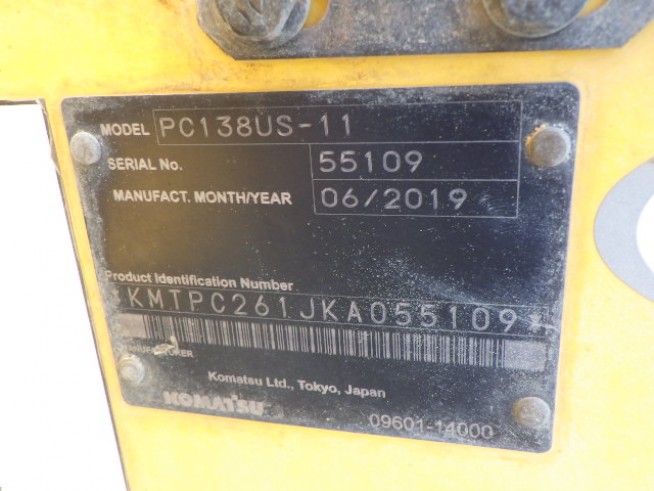 MODEL PC138US-11
SERIAL No. 55109
MANUFACT. MONTH/YEAR 06/2019
Product Identification Number
*KMTPC261JKA055109*
MANUFACTURER
Komatsu Ltd., Tokyo, Japan
KOMATSU
09601-14000